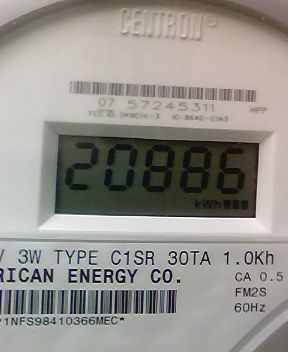 CENTRON
07 57245311 HPP
20886
kWh
3W TYPE C1SR 30TA 1.0Kh
RICAN ENERGY CO. CA 0.5
FM2S
1NFS98410366MEC* 60Hz